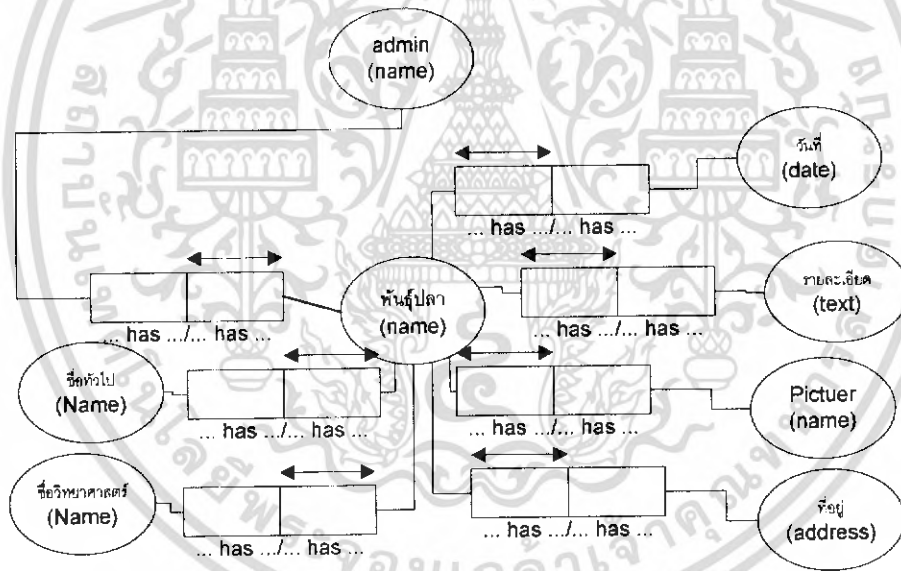 admin
(name)
วันที่
(date)
... has .../... has ...
รายละเอียด
(text)
... has .../... has ...
พันธุ์ปลา
(name)
... has .../... has ...
... has .../... has ...
ชื่อทั่วไป
(Name)
... has .../... has ...
Pictuer
(name)
... has .../... has ...
ชื่อวิทยาศาสตร์
(Name)
... has .../... has ...
ที่อยู่
(address)
... has .../... has ...